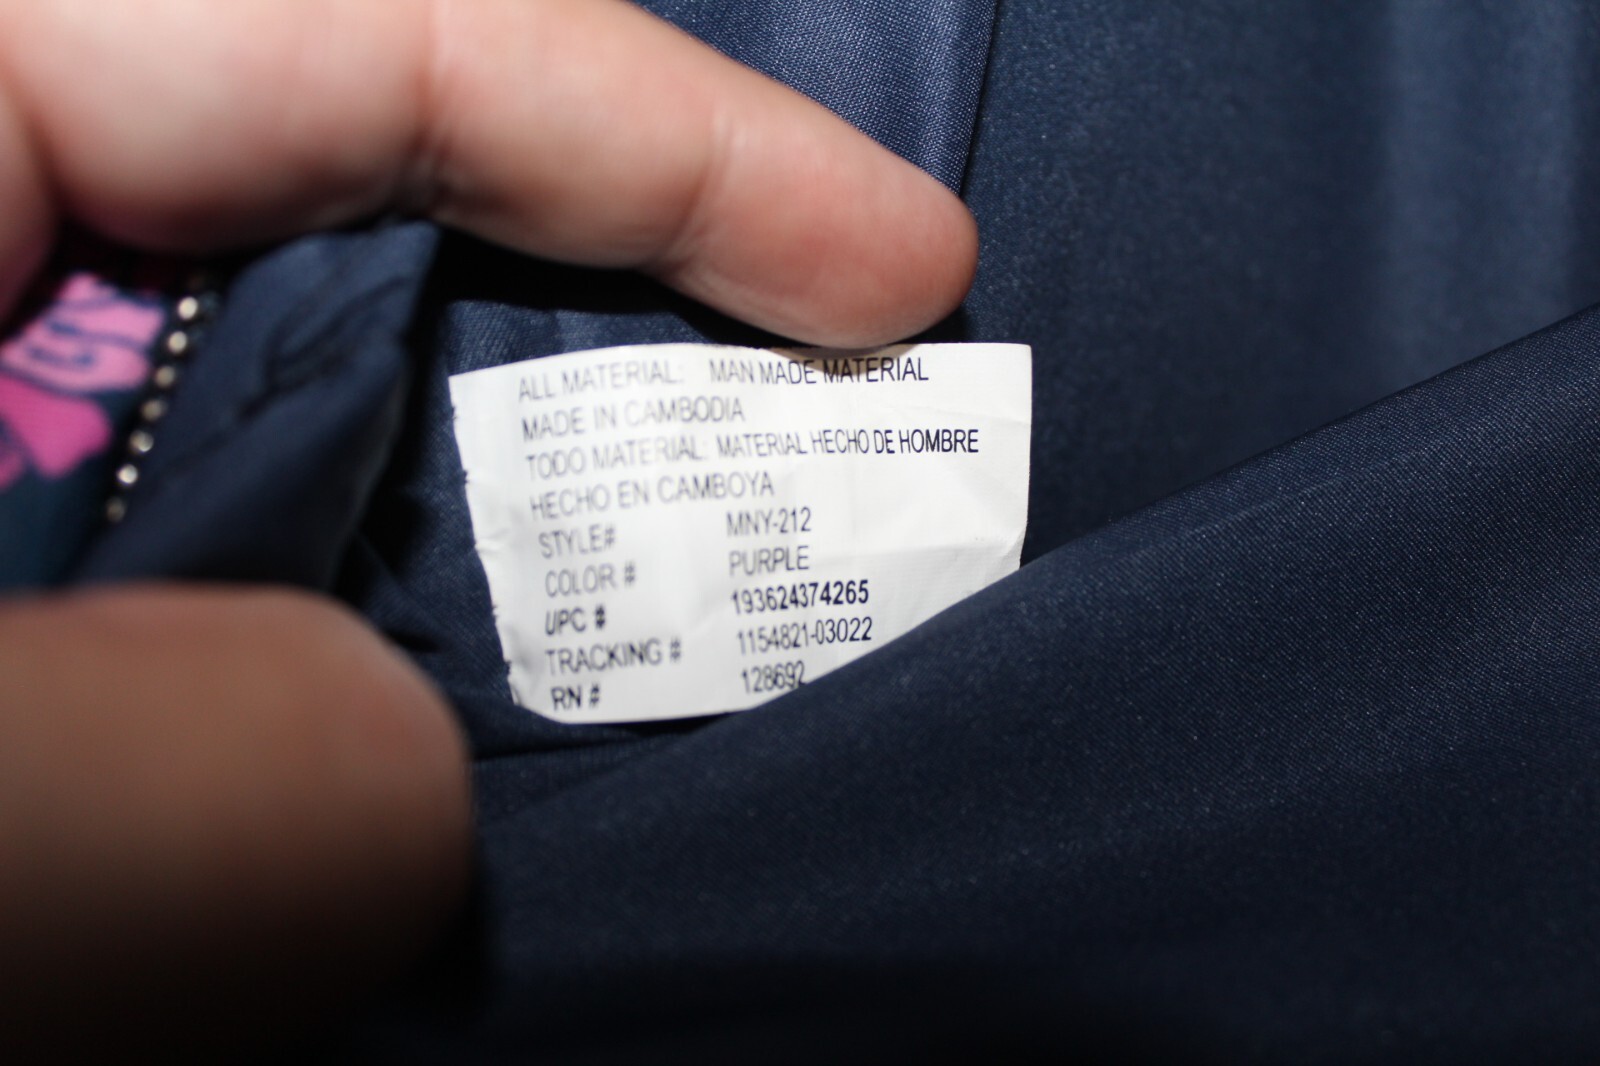 ALL MATERIAL: MAN MADE MATERIAL
MADE IN CAMBODIA
TODO MATERIAL: MATERIAL HECHO DE HOMBRE
HECHO EN CAMBOYA
STYLE# MNY-212
COLOR # PURPLE
UPC # 193624374265
TRACKING # 1154821-03022
RN # 128692